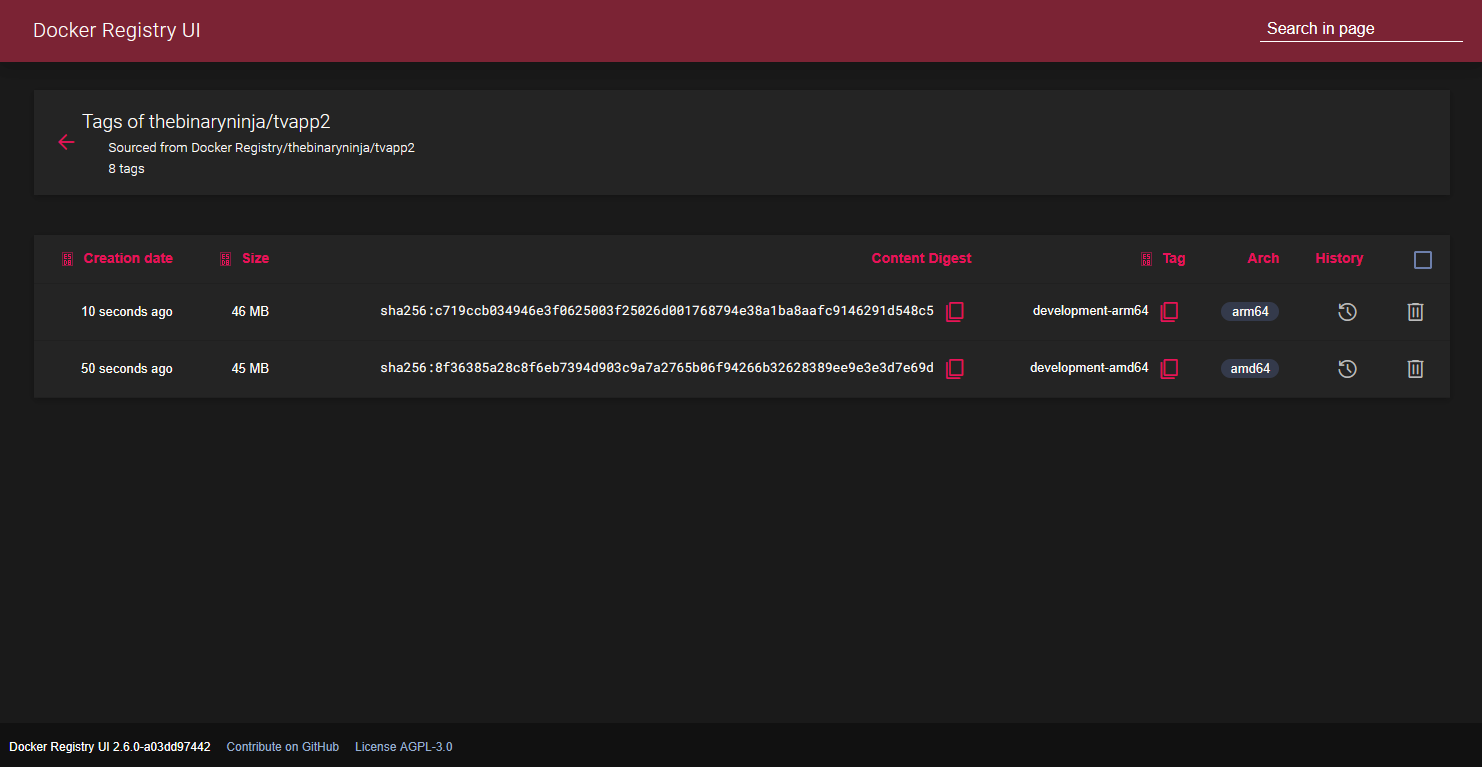 Docker Registry UI
Search in page
Tags of thebinaryninja/tvapp2
Sourced from Docker Registry/thebinaryninja/tvapp2
8 tags
Creation date Size Content Digest Tag Arch History
10 seconds ago 46 MB sha256:c719ccb034946e3f0625003f25026d001768794e38a1ba8aafc9146291d548c5 development-arm64 arm64
50 seconds ago 45 MB sha256:8f36385a28c8f6eb7394d903c9a7a2765b06f94266b32628389ee9e3e3d7e69d development-amd64 amd64
Docker Registry UI 2.6.0-a03dd97442 Contribute on GitHub License AGPL-3.0